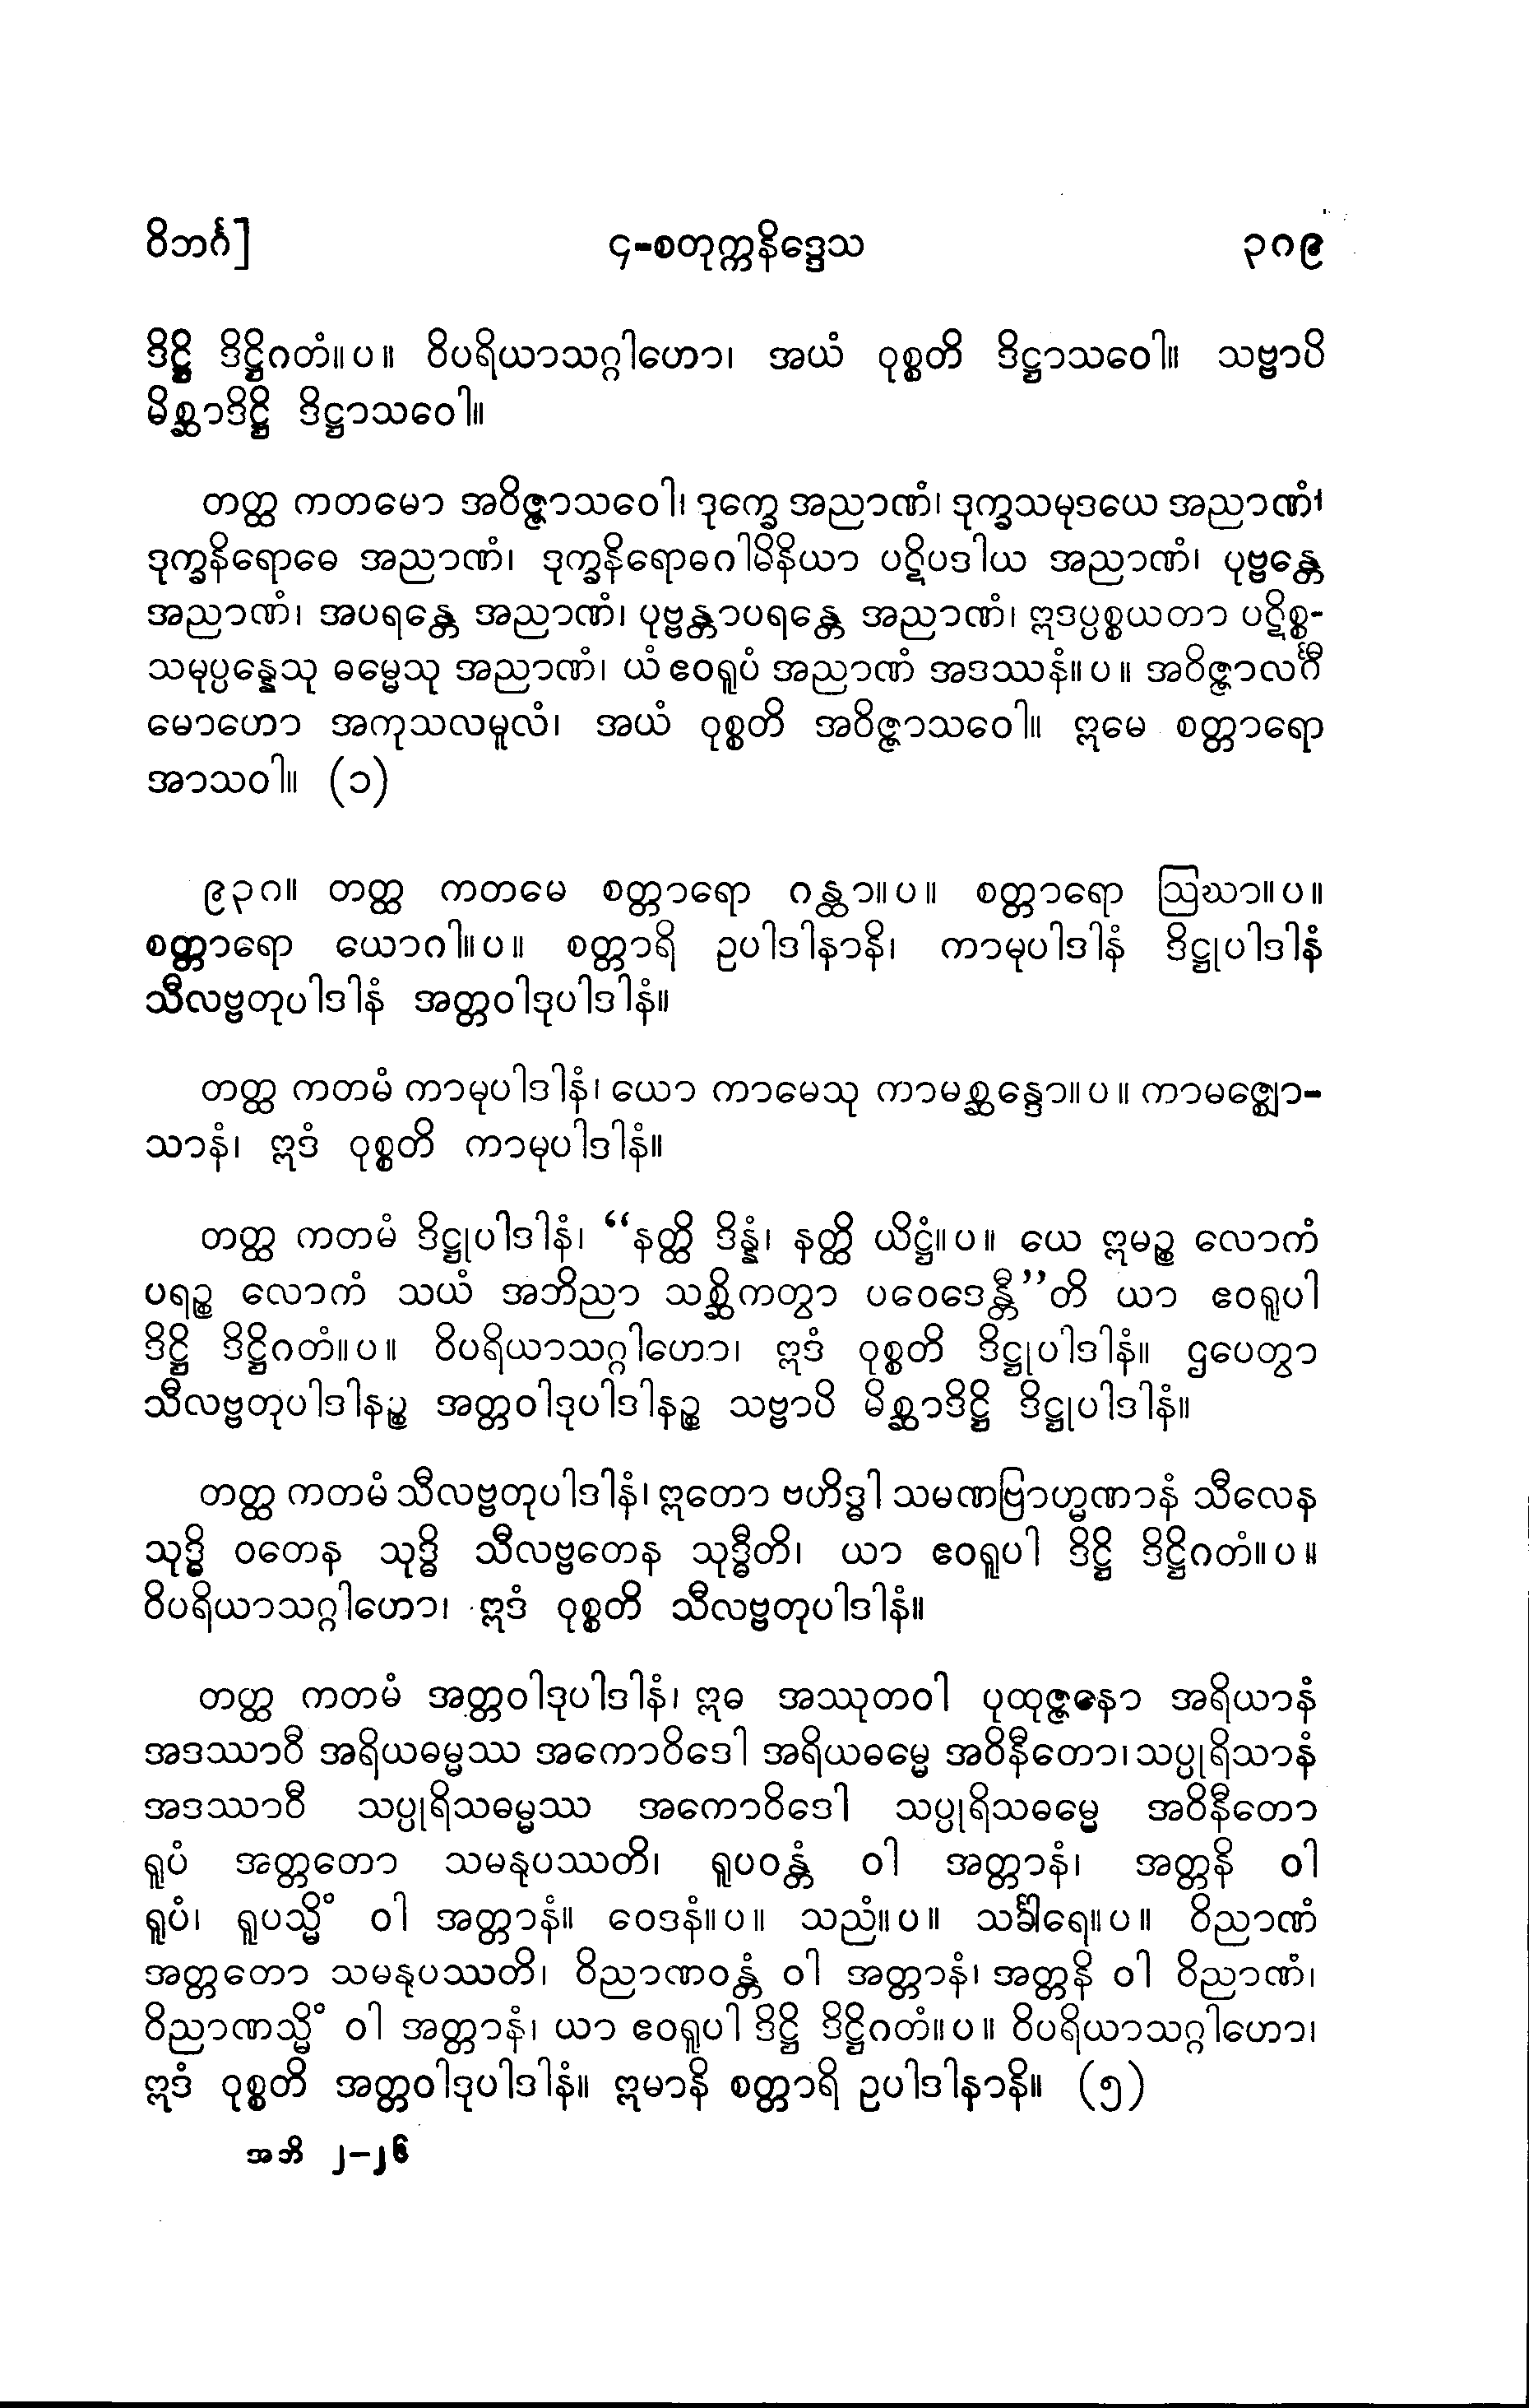 ဝိဘင်္ဂ]
၄-စတုက္ကနိဒ္ဒေသ
၃၈၉
ဒိဋ္ဌိ ဒိဋ္ဌိဂတံ။ပ။ ဝိပရိယာသဂ္ဂါဟော၊ အယံ ဝုစ္စတိ ဒိဋ္ဌာသဝေါ။ သဗ္ဗာပိ
မိစ္ဆာဒိဋ္ဌိ ဒိဋ္ဌာသဝေါ။
တတ္ထ ကတမော အဝိဇ္ဇာသဝေါ၊ ဒုက္ခေ အညာဏံ၊ ဒုက္ခသမုဒယေ အညာဏံ၊
ဒုက္ခနိရောဓေ အညာဏံ၊ ဒုက္ခနိရောဓဂါမိနိယာ ပဋိပဒါယ အညာဏံ၊ ပုဗ္ဗန္တေ
အညာဏံ၊ အပရန္တေ အညာဏံ၊ ပုဗ္ဗန္တာပရန္တေ အညာဏံ၊ ဣဒပ္ပစ္စယတာ ပဋိစ္စ-
သမုပ္ပန္နေသု ဓမ္မေသု အညာဏံ၊ ယံ ဧဝရူပံ အညာဏံ အဒဿနံ။ပ။ အဝိဇ္ဇာလင်္ဂီ
မောဟော အကုသလမူလံ၊ အယံ ဝုစ္စတိ အဝိဇ္ဇာသဝေါ။ ဣမေ စတ္တာရော
အာသဝါ။ (၁)
၉၃၈။ တတ္ထ ကတမေ စတ္တာရော ဂန္ထာ။ပ။ စတ္တာရော ဩဃာ။ပ။
စတ္တာရော ယောဂါ။ပ။ စတ္တာရိ ဥပါဒါနာနိ၊ ကာမုပါဒါနံ ဒိဋ္ဌုပါဒါနံ
သီလဗ္ဗတုပါဒါနံ အတ္တဝါဒုပါဒါနံ။
တတ္ထ ကတမံ ကာမုပါဒါနံ၊ ယော ကာမေသု ကာမစ္ဆန္ဒော။ပ။ ကာမဇ္ဈော-
သာနံ၊ ဣဒံ ဝုစ္စတိ ကာမုပါဒါနံ။
တတ္ထ ကတမံ ဒိဋ္ဌုပါဒါနံ၊ “နတ္ထိ ဒိန္နံ၊ နတ္ထိ ယိဋ္ဌံ။ပ။ ယေ ဣမဉ္စ လောကံ
ပရဉ္စ လောကံ သယံ အဘိညာ သစ္ဆိကတွာ ပဝေဒေန္တီ”တိ ယာ ဧဝရူပါ
ဒိဋ္ဌိ ဒိဋ္ဌိဂတံ။ပ။ ဝိပရိယာသဂ္ဂါဟော၊ ဣဒံ ဝုစ္စတိ ဒိဋ္ဌုပါဒါနံ။ ဌပေတွာ
သီလဗ္ဗတုပါဒါနဉ္စ အတ္တဝါဒုပါဒါနဉ္စ သဗ္ဗာပိ မိစ္ဆာဒိဋ္ဌိ ဒိဋ္ဌုပါဒါနံ။
တတ္ထ ကတမံ သီလဗ္ဗတုပါဒါနံ၊ ဣတော ဗဟိဒ္ဓါ သမဏဗြာဟ္မဏာနံ သီလေန
သုဒ္ဓိ ဝတေန သုဒ္ဓိ သီလဗ္ဗတေန သုဒ္ဓီတိ၊ ယာ ဧဝရူပါ ဒိဋ္ဌိ ဒိဋ္ဌိဂတံ။ပ။
ဝိပရိယာသဂ္ဂါဟော၊ ဣဒံ ဝုစ္စတိ သီလဗ္ဗတုပါဒါနံ။
တတ္ထ ကတမံ အတ္တဝါဒုပါဒါနံ၊ ဣဓ အဿုတဝါ ပုထုဇ္ဇနော အရိယာနံ
အဒဿာဝီ အရိယဓမ္မဿ အကောဝိဒေါ အရိယဓမ္မေ အဝိနီတော၊ သပ္ပုရိသာနံ
အဒဿာဝီ သပ္ပုရိသဓမ္မဿ အကောဝိဒေါ သပ္ပုရိသဓမ္မေ အဝိနီတော
ရူပံ အတ္တတော သမနုပဿတိ၊ ရူပဝန္တံ ဝါ အတ္တာနံ၊ အတ္တနိ ဝါ
ရူပံ၊ ရူပသ္မိံ ဝါ အတ္တာနံ။ ဝေဒနံ။ပ။ သညံ။ပ။ သင်္ခါရေ။ပ။ ဝိညာဏံ
အတ္တတော သမနုပဿတိ၊ ဝိညာဏဝန္တံ ဝါ အတ္တာနံ၊ အတ္တနိ ဝါ ဝိညာဏံ၊
ဝိညာဏသ္မိံ ဝါ အတ္တာနံ၊ ယာ ဧဝရူပါ ဒိဋ္ဌိ ဒိဋ္ဌိဂတံ။ပ။ ဝိပရိယာသဂ္ဂါဟော၊
ဣဒံ ဝုစ္စတိ အတ္တဝါဒုပါဒါနံ။ ဣမာနိ စတ္တာရိ ဥပါဒါနာနိ။ (၅)
အဘိ ၂-၂၆